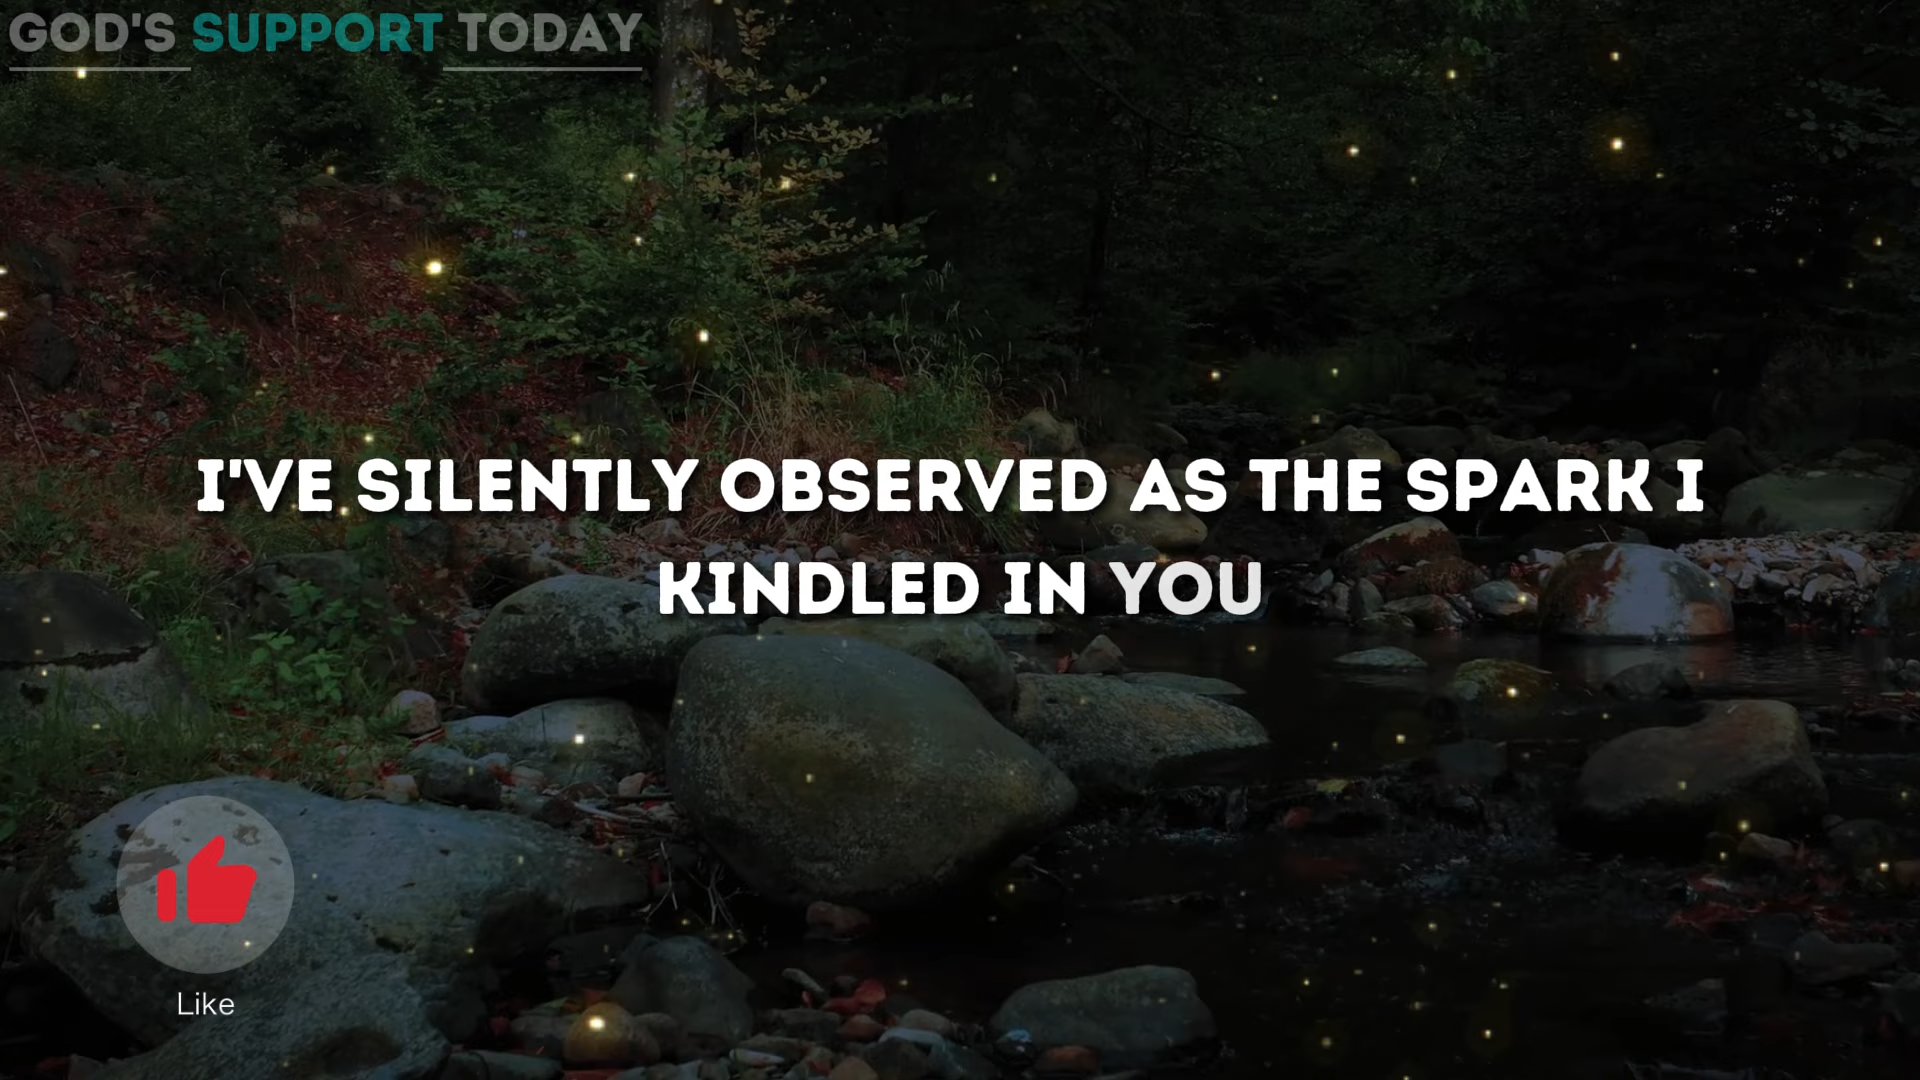 GOD'S SUPPORT TODAY
I'VE SILENTLY OBSERVED AS THE SPARK I
KINDLED IN YOU
Like